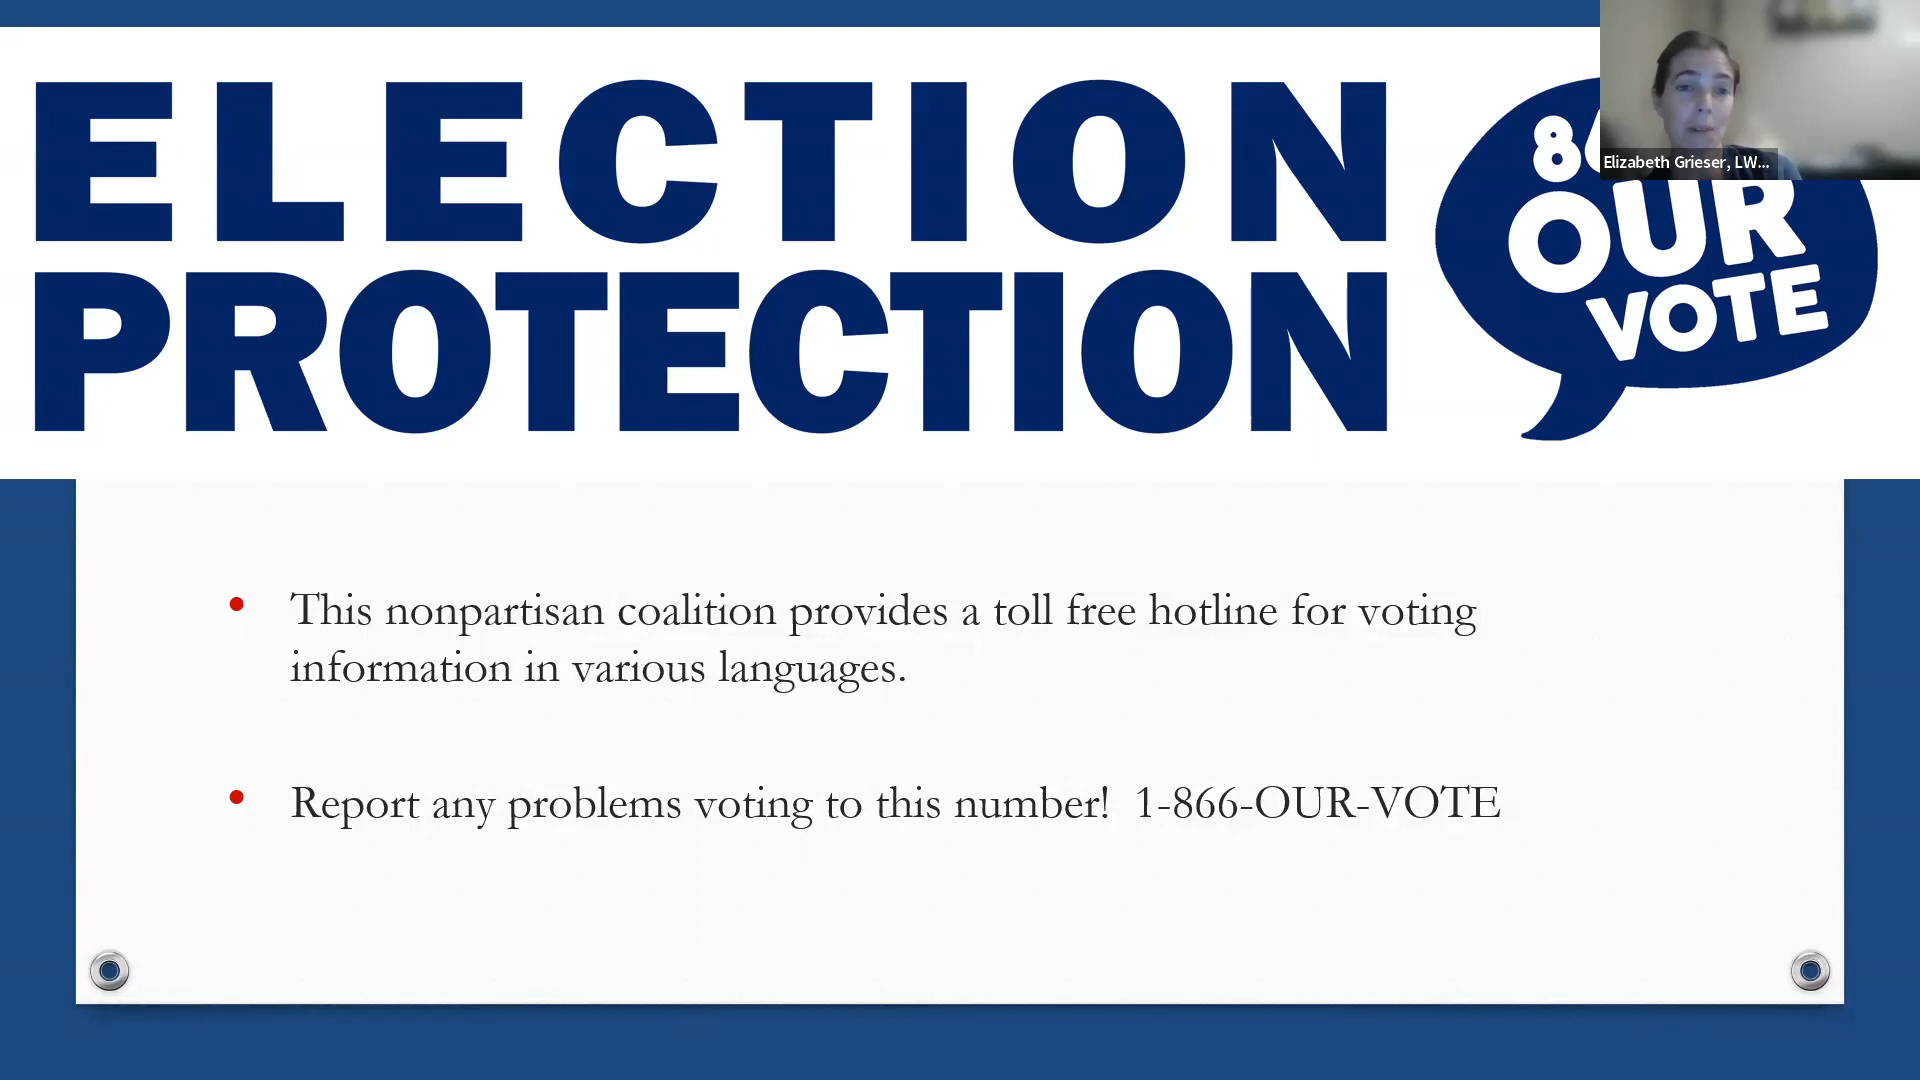 ELECTION
PROTECTION
8
OUR
VOTE
Elizabeth Grieser, LW...
• This nonpartisan coalition provides a toll free hotline for voting
information in various languages.
• Report any problems voting to this number! 1-866-OUR-VOTE